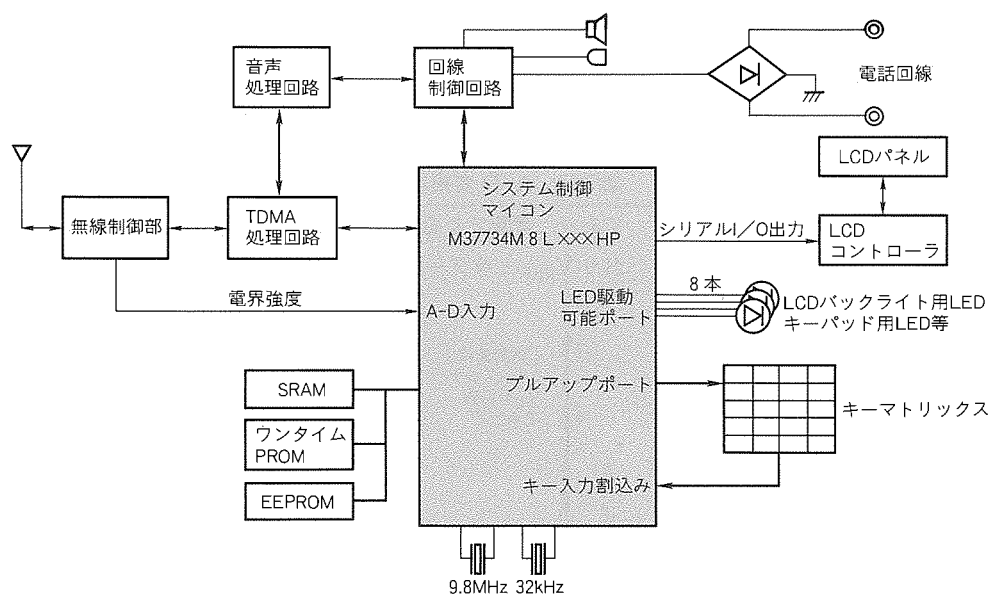 音声
処理回路
回線
制御回路
電話回線
LCDパネル
無線制御部
TDMA
処理回路
システム制御
マイコン
M37734M8L×××HP
シリアルI/O出力
LCD
コントローラ
電界強度
A-D入力
LED駆動
可能ポート
8本
LCDバックライト用LED
キーパッド用LED等
SRAM
ワンタイム
PROM
EEPROM
プルアップポート
キーマトリックス
キー入力割込み
9.8MHz
32kHz